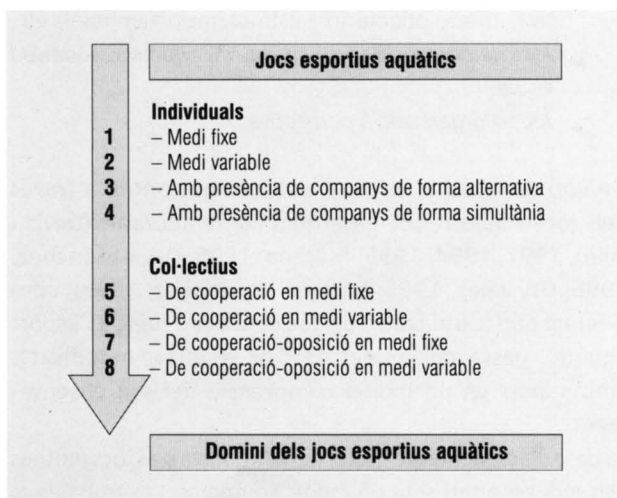 Jocs esportius aquàtics
Individuals
1 – Medi fixe
2 – Medi variable
3 – Amb presència de companys de forma alternativa
4 – Amb presència de companys de forma simultània
Col·lectius
5 – De cooperació en medi fixe
6 – De cooperació en medi variable
7 – De cooperació-oposició en medi fixe
8 – De cooperació-oposició en medi variable
Domini dels jocs esportius aquàtics